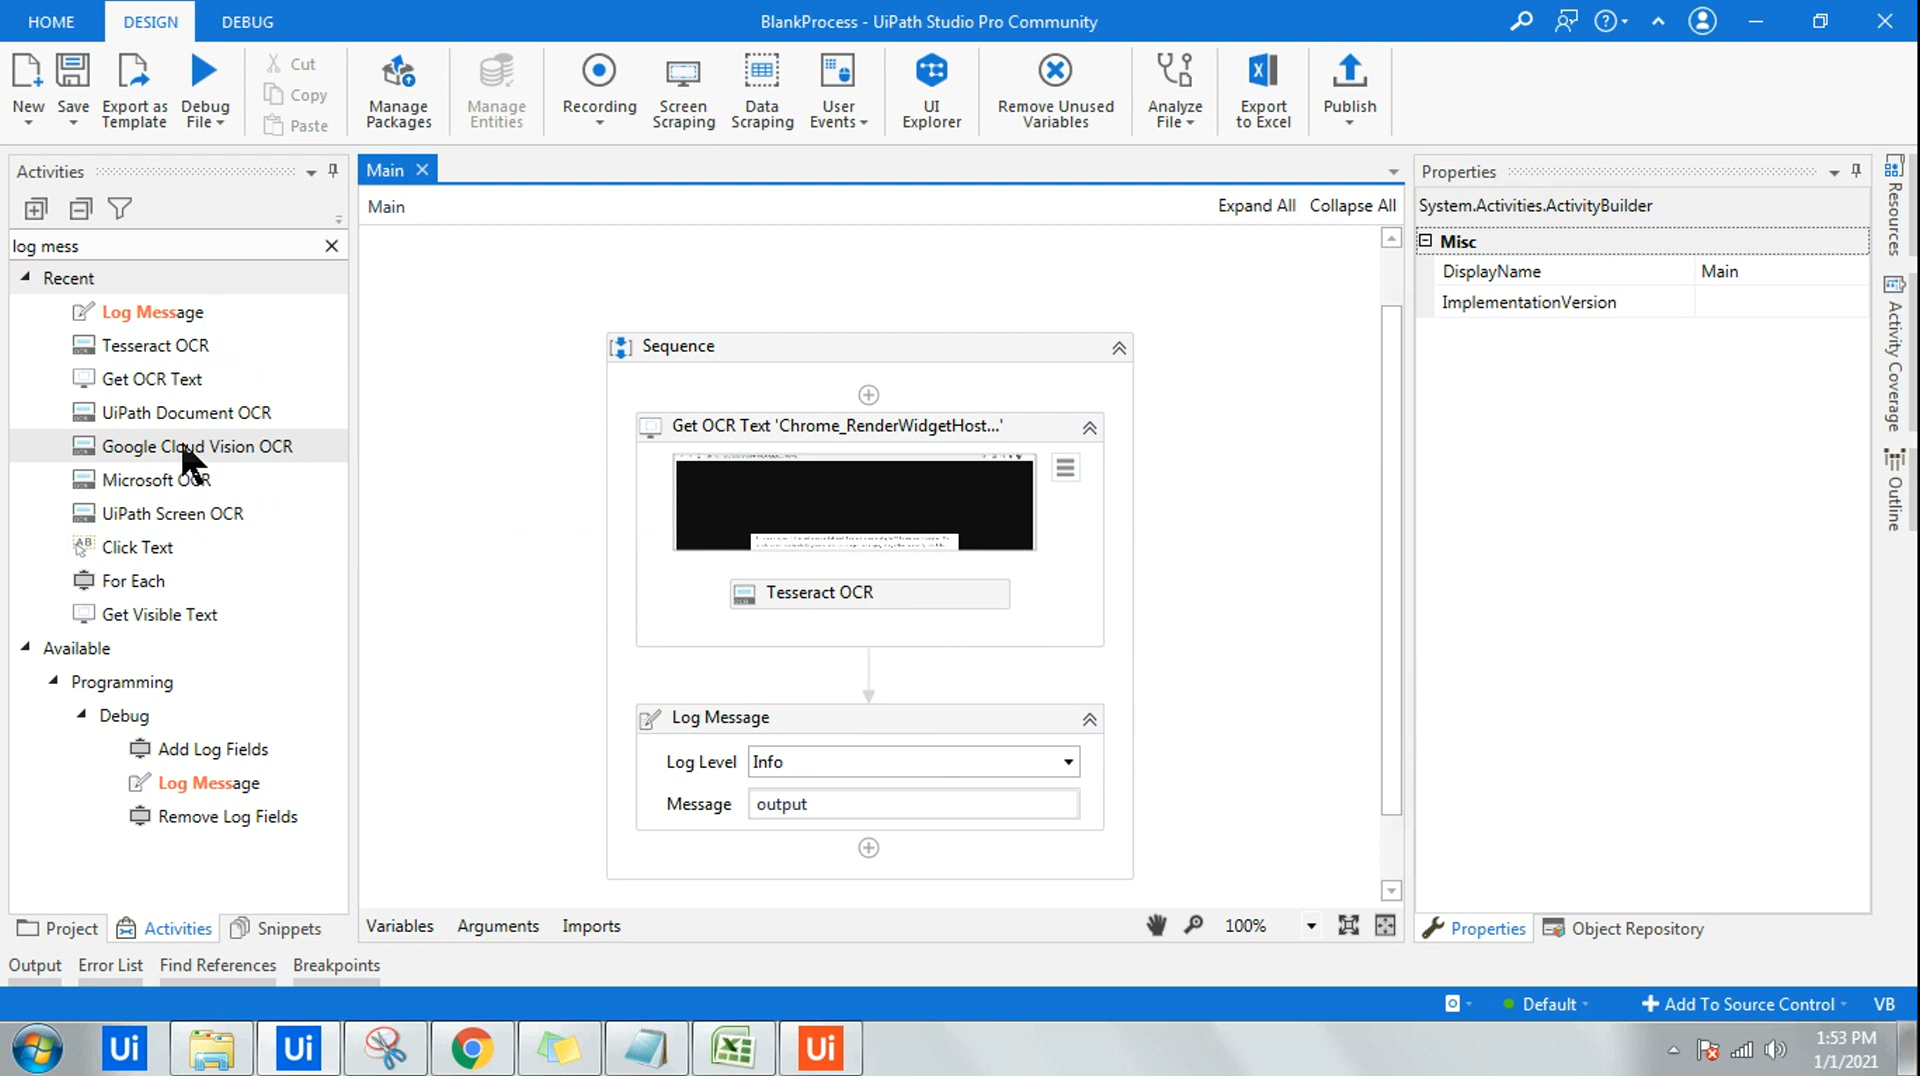 HOME DESIGN DEBUG BlankProcess - UiPath Studio Pro Community
New Save Export as Template Debug File Cut Copy Paste Manage Packages Manage Entities Recording Screen Scraping Data Scraping User Events UI Explorer Remove Unused Variables Analyze File Export to Excel Publish
Activities
log mess
Recent
Log Message
Tesseract OCR
Get OCR Text
UiPath Document OCR
Google Cloud Vision OCR
Microsoft OCR
UiPath Screen OCR
Click Text
For Each
Get Visible Text
Available
Programming
Debug
Add Log Fields
Log Message
Remove Log Fields
Project Activities Snippets
Main
Main Expand All Collapse All
Sequence
Get OCR Text 'Chrome_RenderWidgetHost...'
Tesseract OCR
Log Message
Log Level Info
Message output
Variables Arguments Imports 100%
Properties
System.Activities.ActivityBuilder
Misc
DisplayName Main
ImplementationVersion
Properties Object Repository
Resources
Activity Coverage
Outline
Output Error List Find References Breakpoints
Default Add To Source Control VB
Ui Ui Ui
1:53 PM
1/1/2021